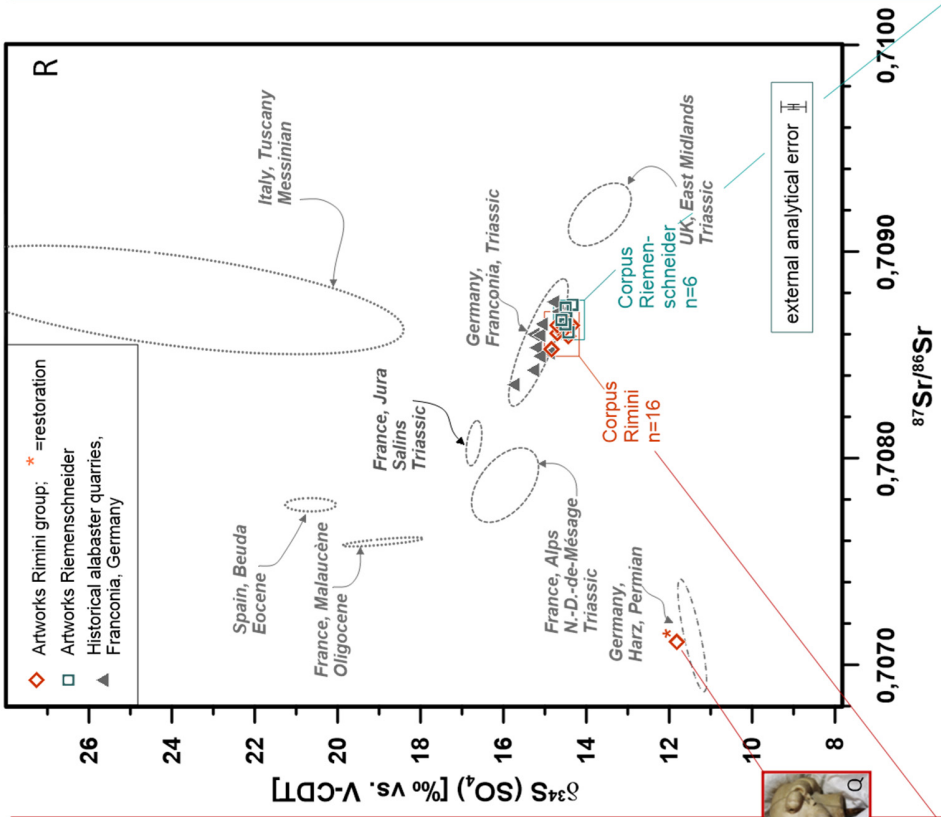 R
◇ Artworks Rimini group; * =restoration
□ Artworks Riemenschneider
Historical alabaster quarries,
▲ Franconia, Germany
Italy, Tuscany
Messinian
Spain, Beuda
Eocene
France, Malaucène
Oligocene
France, Jura
Salins
Triassic
Germany,
Franconia, Triassic
France, Alps
N.-D.-de-Mésage
Triassic
Germany,
Harz, Permian
*
UK, East Midlands
Triassic
Corpus
Rimini
n=16
Corpus
Riemen-
schneider
n=6
external analytical error
26
24
22
20
18
16
14
12
10
8
δ34S (SO4) [‰ vs. V-CDT]
0,7070
0,7080
0,7090
0,7100
87Sr/86Sr
Q